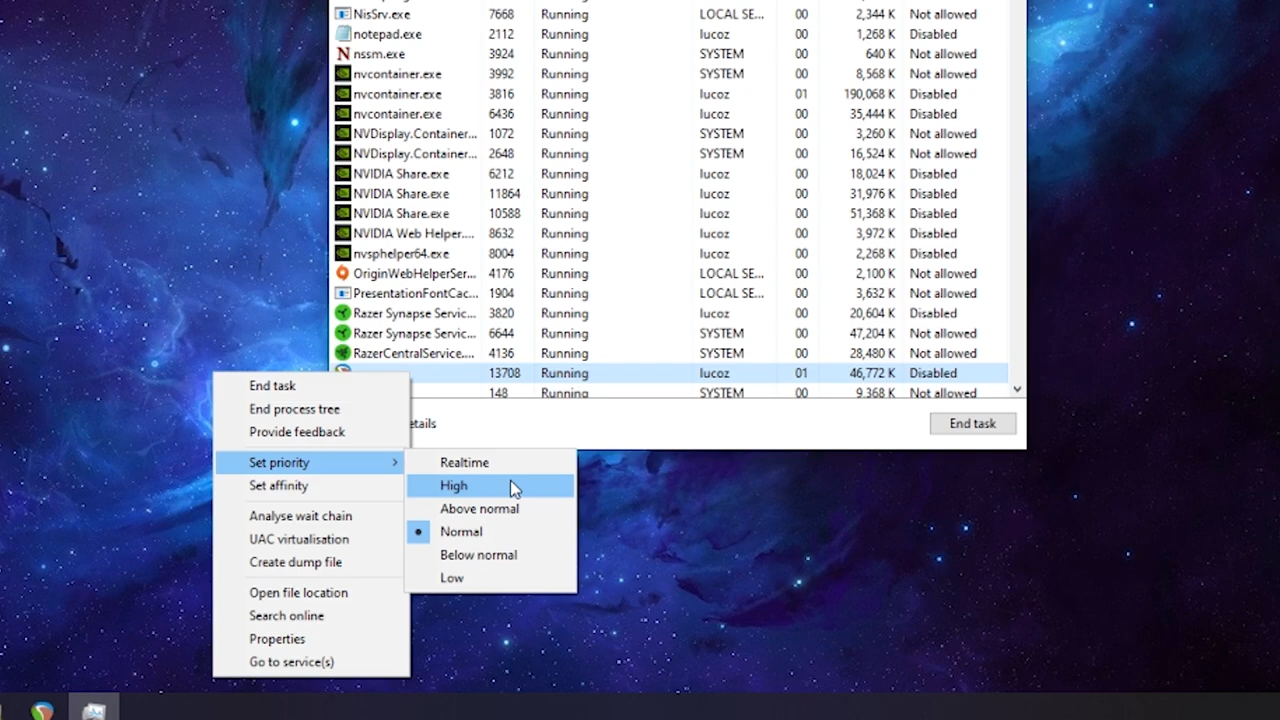 NisSrv.exe 7668 Running LOCAL SE... 00 2,344 K Not allowed
notepad.exe 2112 Running lucoz 00 1,268 K Disabled
nssm.exe 3924 Running SYSTEM 00 640 K Not allowed
nvcontainer.exe 3992 Running SYSTEM 00 8,568 K Not allowed
nvcontainer.exe 3816 Running lucoz 01 190,068 K Disabled
nvcontainer.exe 6436 Running lucoz 00 35,444 K Disabled
NVDisplay.Container... 1072 Running SYSTEM 00 3,260 K Not allowed
NVDisplay.Container... 2648 Running SYSTEM 00 16,524 K Not allowed
NVIDIA Share.exe 6212 Running lucoz 00 18,024 K Disabled
NVIDIA Share.exe 11864 Running lucoz 00 31,976 K Disabled
NVIDIA Share.exe 10588 Running lucoz 00 51,368 K Disabled
NVIDIA Web Helper.... 8632 Running lucoz 00 3,972 K Disabled
nvsphelper64.exe 8004 Running lucoz 00 2,268 K Disabled
OriginWebHelperSer... 4176 Running LOCAL SE... 00 2,100 K Not allowed
PresentationFontCac... 1904 Running LOCAL SE... 00 3,632 K Not allowed
Razer Synapse Servic... 3820 Running lucoz 00 20,604 K Disabled
Razer Synapse Servic... 6644 Running SYSTEM 00 47,204 K Not allowed
RazerCentralService.... 4136 Running SYSTEM 00 28,480 K Not allowed
13708 Running lucoz 01 46,772 K Disabled
148 Running SYSTEM 00 9,368 K Not allowed
etails End task
End task
End process tree
Provide feedback
Set priority
Set affinity
Analyse wait chain
UAC virtualisation
Create dump file
Open file location
Search online
Properties
Go to service(s)
Realtime
High
Above normal
Normal
Below normal
Low